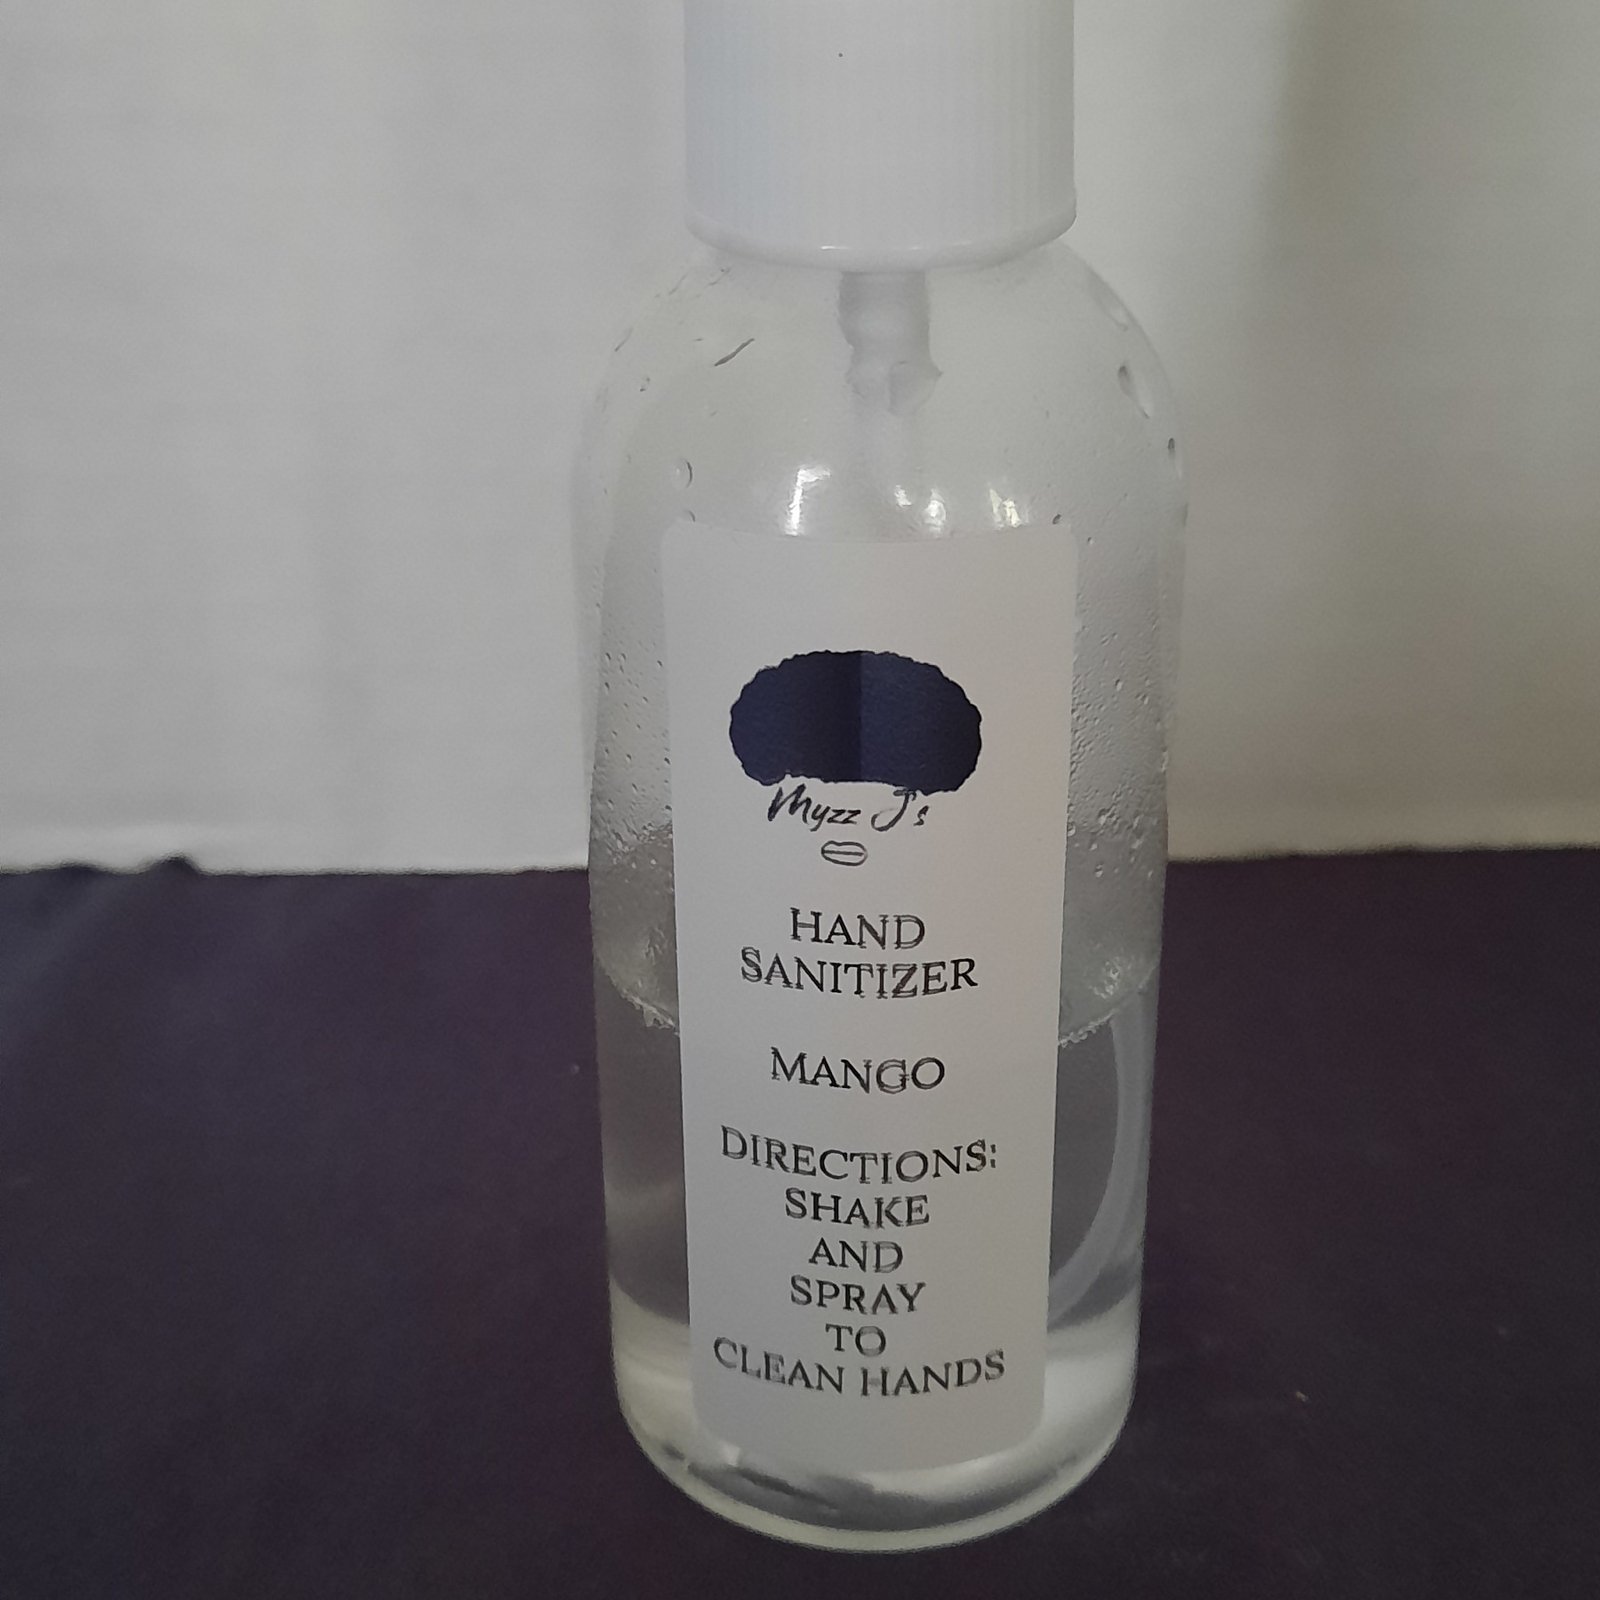 Myzz J's
HAND
SANITIZER
MANGO
DIRECTIONS:
SHAKE
AND
SPRAY
TO
CLEAN HANDS